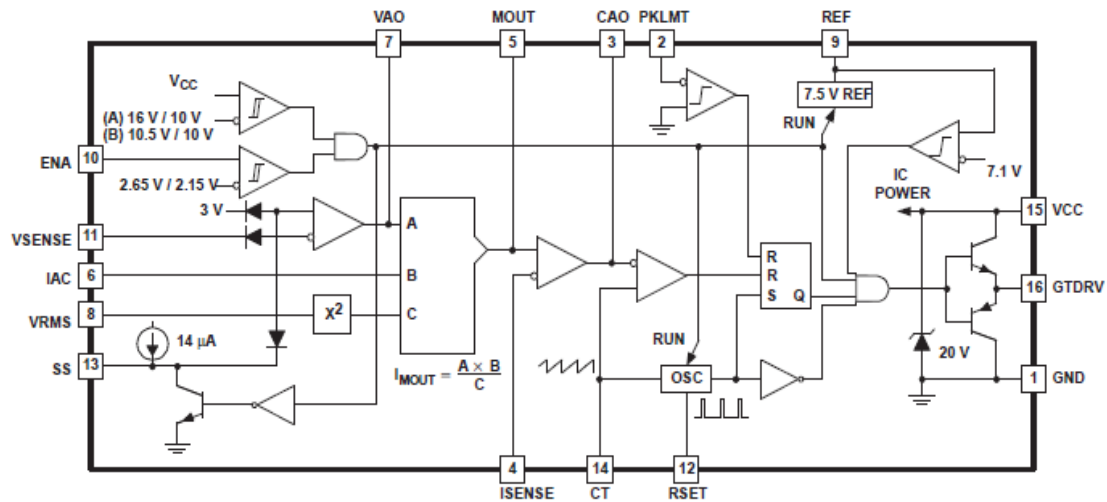 VAO
7
MOUT
5
CAO
3
PKLMT
2
REF
9
VCC
(A) 16 V / 10 V
(B) 10.5 V / 10 V
7.5 V REF
RUN
ENA
10
2.65 V / 2.15 V
7.1 V
IC
POWER
3 V
15
VCC
VSENSE
11
A
IAC
6
B
R
R
S
Q
16
GTDRV
VRMS
8
X2
C
14 μA
RUN
20 V
SS
13
IMOUT = A × B
C
OSC
1
GND
4
ISENSE
14
CT
12
RSET